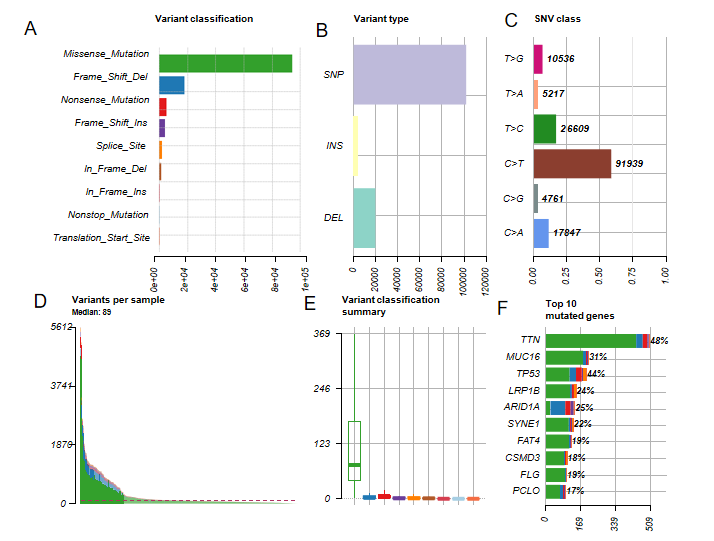 A
Variant classification
Missense_Mutation
Frame_Shift_Del
Nonsense_Mutation
Frame_Shift_Ins
Splice_Site
In_Frame_Del
In_Frame_Ins
Nonstop_Mutation
Translation_Start_Site
0e+00
2e+04
4e+04
6e+04
8e+04
1e+05
B
Variant type
SNP
INS
DEL
0
20000
40000
60000
80000
100000
120000
C
SNV class
T>G
10536
T>A
5217
T>C
26609
C>T
91939
C>G
4761
C>A
17847
0.00
0.25
0.50
0.75
1.00
D
Variants per sample
Median: 89
5612
3741
1870
0
E
Variant classification
summary
369
246
123
0
F
Top 10
mutated genes
TTN
48%
MUC16
31%
TP53
44%
LRP1B
24%
ARID1A
25%
SYNE1
22%
FAT4
19%
CSMD3
18%
FLG
19%
PCLO
17%
0
169
339
509